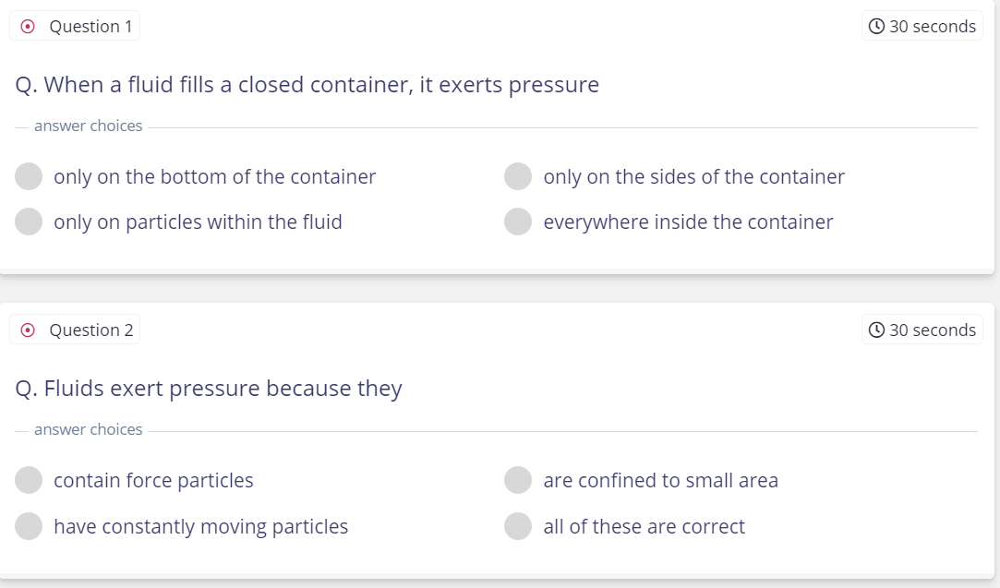 Question 1
30 seconds
Q. When a fluid fills a closed container, it exerts pressure
answer choices
only on the bottom of the container
only on the sides of the container
only on particles within the fluid
everywhere inside the container
Question 2
30 seconds
Q. Fluids exert pressure because they
answer choices
contain force particles
are confined to small area
have constantly moving particles
all of these are correct